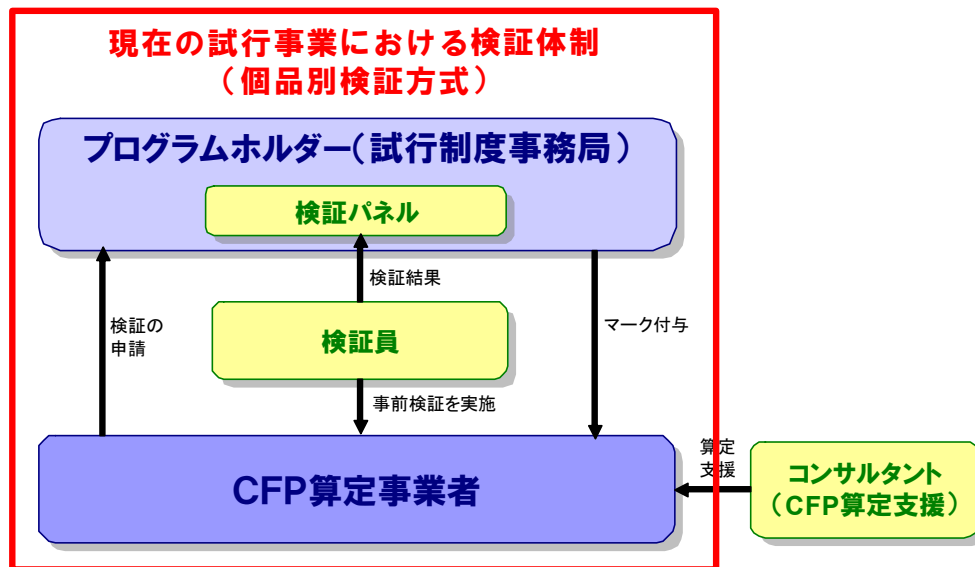 現在の試行事業における検証体制
（個品別検証方式）
プログラムホルダー（試行制度事務局）
検証パネル
検証結果
検証の
申請
検証員
マーク付与
事前検証を実施
算定
支援
CFP算定事業者
コンサルタント
（CFP算定支援）